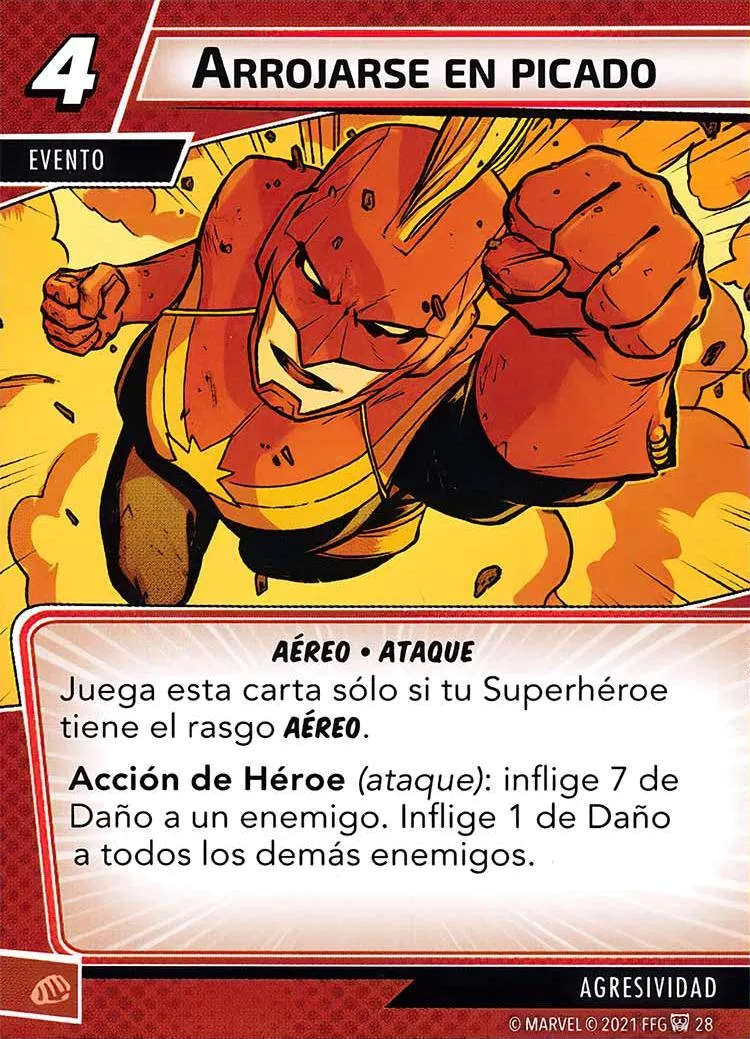 4
ARROJARSE EN PICADO
EVENTO
AÉREO • ATAQUE
Juega esta carta sólo si tu Superhéroe
tiene el rasgo AÉREO.
Acción de Héroe (ataque): inflige 7 de
Daño a un enemigo. Inflige 1 de Daño
a todos los demás enemigos.
AGRESIVIDAD
© MARVEL © 2021 FFG 28